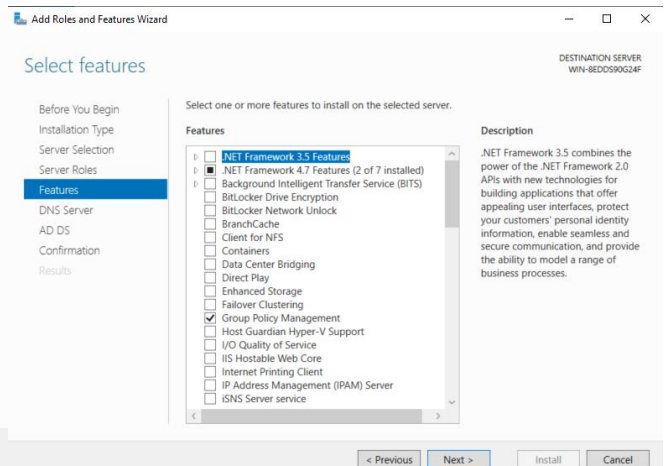 Add Roles and Features Wizard
Select features
DESTINATION SERVER
WIN-8EDDS90G24F
Before You Begin
Installation Type
Server Selection
Server Roles
Features
DNS Server
AD DS
Confirmation
Results
Select one or more features to install on the selected server.
Features
.NET Framework 3.5 Features
.NET Framework 4.7 Features (2 of 7 installed)
Background Intelligent Transfer Service (BITS)
BitLocker Drive Encryption
BitLocker Network Unlock
BranchCache
Client for NFS
Containers
Data Center Bridging
Direct Play
Enhanced Storage
Failover Clustering
Group Policy Management
Host Guardian Hyper-V Support
I/O Quality of Service
IIS Hostable Web Core
Internet Printing Client
IP Address Management (IPAM) Server
iSNS Server service
Description
.NET Framework 3.5 combines the
power of the .NET Framework 2.0
APIs with new technologies for
building applications that offer
appealing user interfaces, protect
your customers' personal identity
information, enable seamless and
secure communication, and provide
the ability to model a range of
business processes.
< Previous
Next >
Install
Cancel